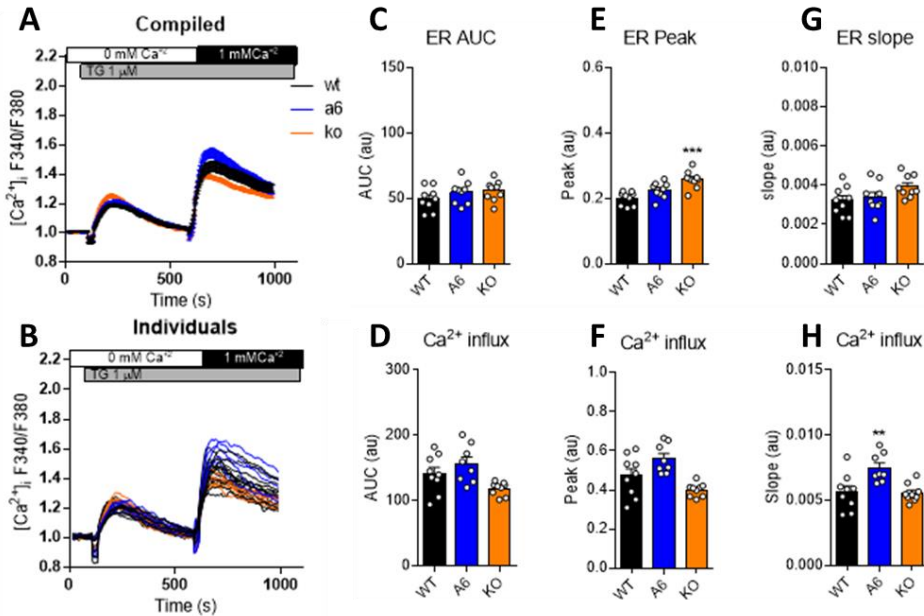 A
Compiled
2.2
2.0
1.8
1.6
1.4
1.2
1.0
0.8
0 mM Ca⁺²
1 mMCa⁺²
TG 1 µM
wt
a6
ko
[Ca²⁺]ᵢ F340/F380
0 500 1000
Time (s)
B
Individuals
2.2
2.0
1.8
1.6
1.4
1.2
1.0
0.8
0 mM Ca⁺²
1 mMCa⁺²
TG 1 µM
[Ca²⁺]ᵢ F340/F380
0 500 1000
Time (s)
C
ER AUC
150
100
50
0
AUC (au)
WT A6 KO
D
Ca²⁺ influx
300
200
100
0
AUC (au)
WT A6 KO
E
ER Peak
0.6
0.4
0.2
0.0
Peak (au)
***
WT A6 KO
F
Ca²⁺ influx
1.0
0.8
0.6
0.4
0.2
0.0
Peak (au)
WT A6 KO
G
ER slope
0.010
0.008
0.006
0.004
0.002
0.000
slope (au)
WT A6 KO
H
Ca²⁺ influx
0.015
0.010
0.005
0.000
Slope (au)
**
WT A6 KO